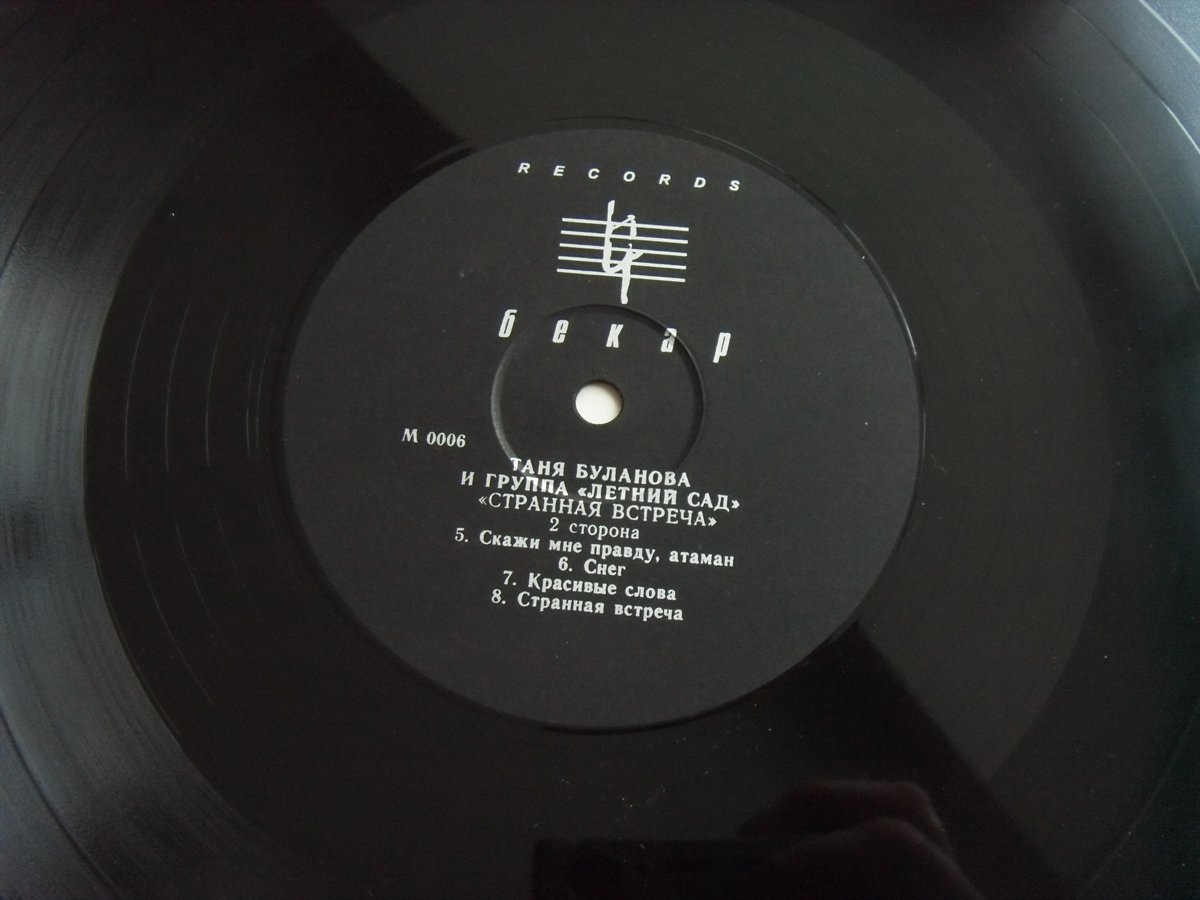 RECORDS
бекар
М 0006
ТАНЯ БУЛАНОВА
И ГРУППА «ЛЕТНИЙ САД»
«СТРАННАЯ ВСТРЕЧА»
2 сторона
5. Скажи мне правду, атаман
6. Снег
7. Красивые слова
8. Странная встреча